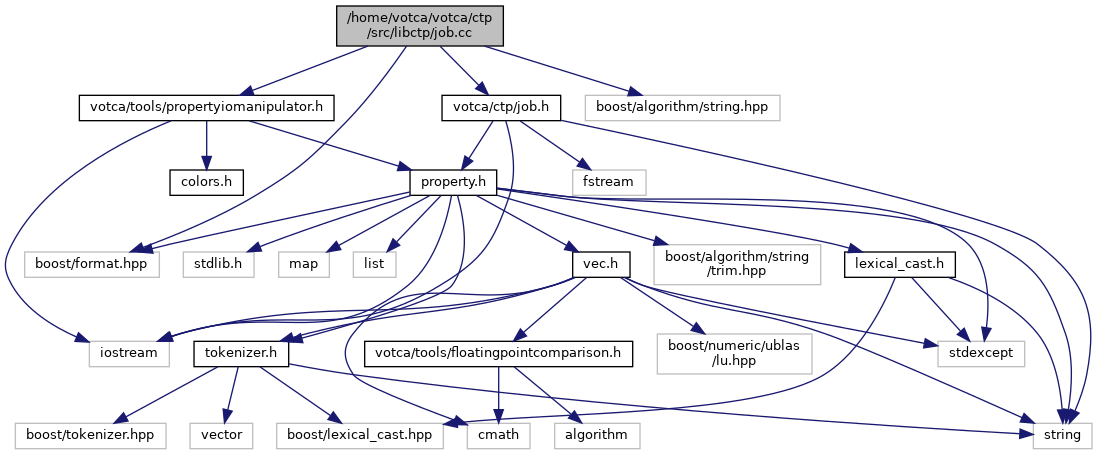 /home/votca/votca/ctp
/src/libctp/job.cc
votca/tools/propertyiomanipulator.h
votca/ctp/job.h
boost/algorithm/string.hpp
colors.h
property.h
fstream
boost/format.hpp
stdlib.h
map
list
vec.h
boost/algorithm/string
/trim.hpp
lexical_cast.h
iostream
tokenizer.h
votca/tools/floatingpointcomparison.h
boost/numeric/ublas
/lu.hpp
stdexcept
boost/tokenizer.hpp
vector
boost/lexical_cast.hpp
cmath
algorithm
string